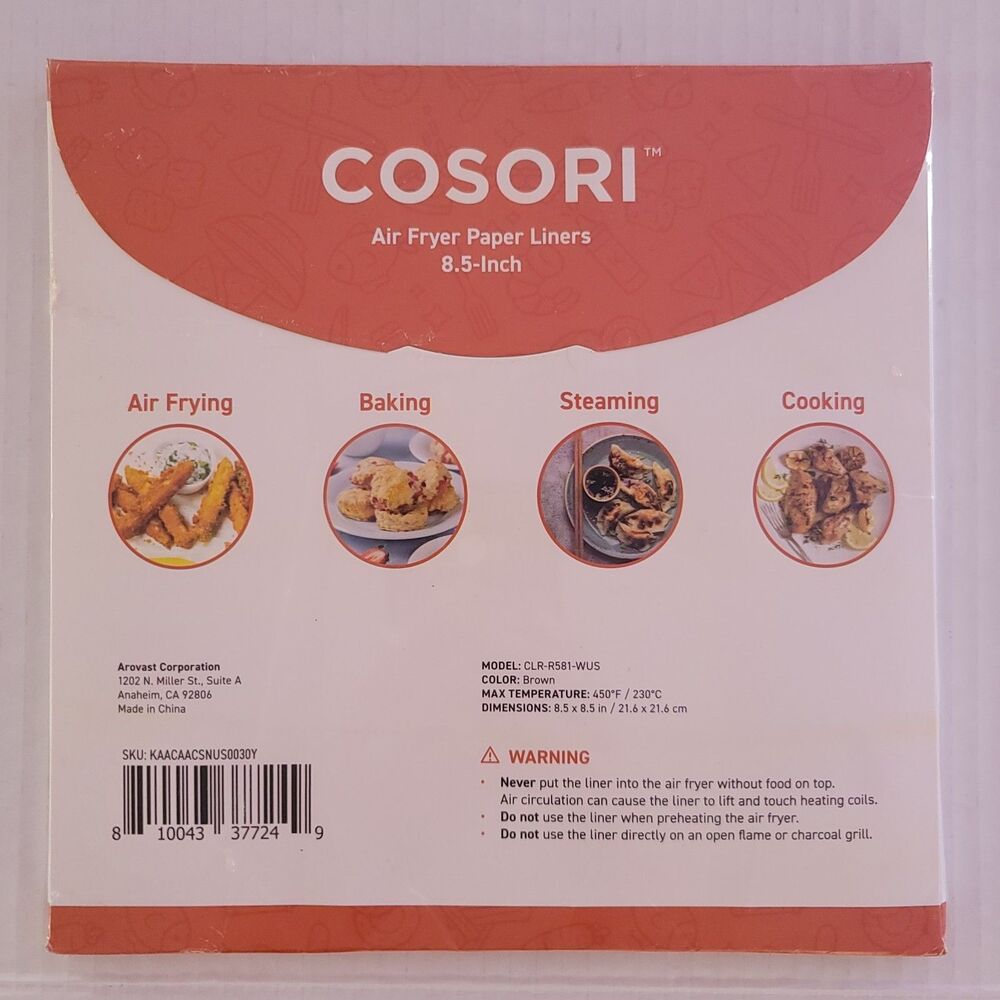 COSORI™
Air Fryer Paper Liners
8.5-Inch
Air Frying
Baking
Steaming
Cooking
Arovast Corporation
1202 N. Miller St., Suite A
Anaheim, CA 92806
Made in China
MODEL: CLR-R581-WUS
COLOR: Brown
MAX TEMPERATURE: 450°F / 230°C
DIMENSIONS: 8.5 x 8.5 in / 21.6 x 21.6 cm
SKU: KAACAACSNUS0030Y
8 10043 37724 9
WARNING
• Never put the liner into the air fryer without food on top.
Air circulation can cause the liner to lift and touch heating coils.
• Do not use the liner when preheating the air fryer.
• Do not use the liner directly on an open flame or charcoal grill.